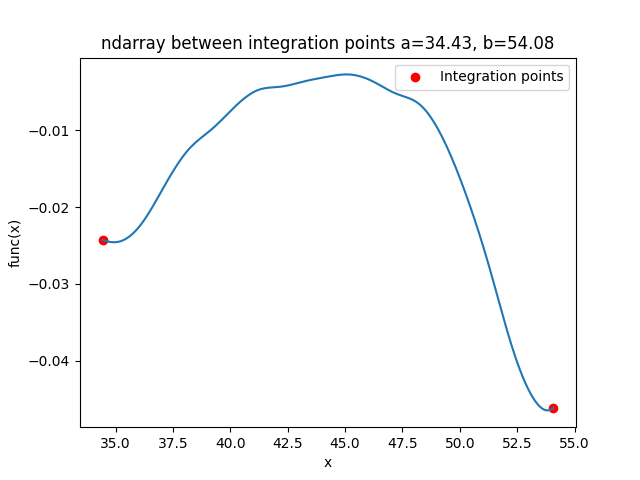 ndarray between integration points a=34.43, b=54.08
Integration points
−0.01
−0.02
−0.03
−0.04
func(x)
35.0 37.5 40.0 42.5 45.0 47.5 50.0 52.5 55.0
x